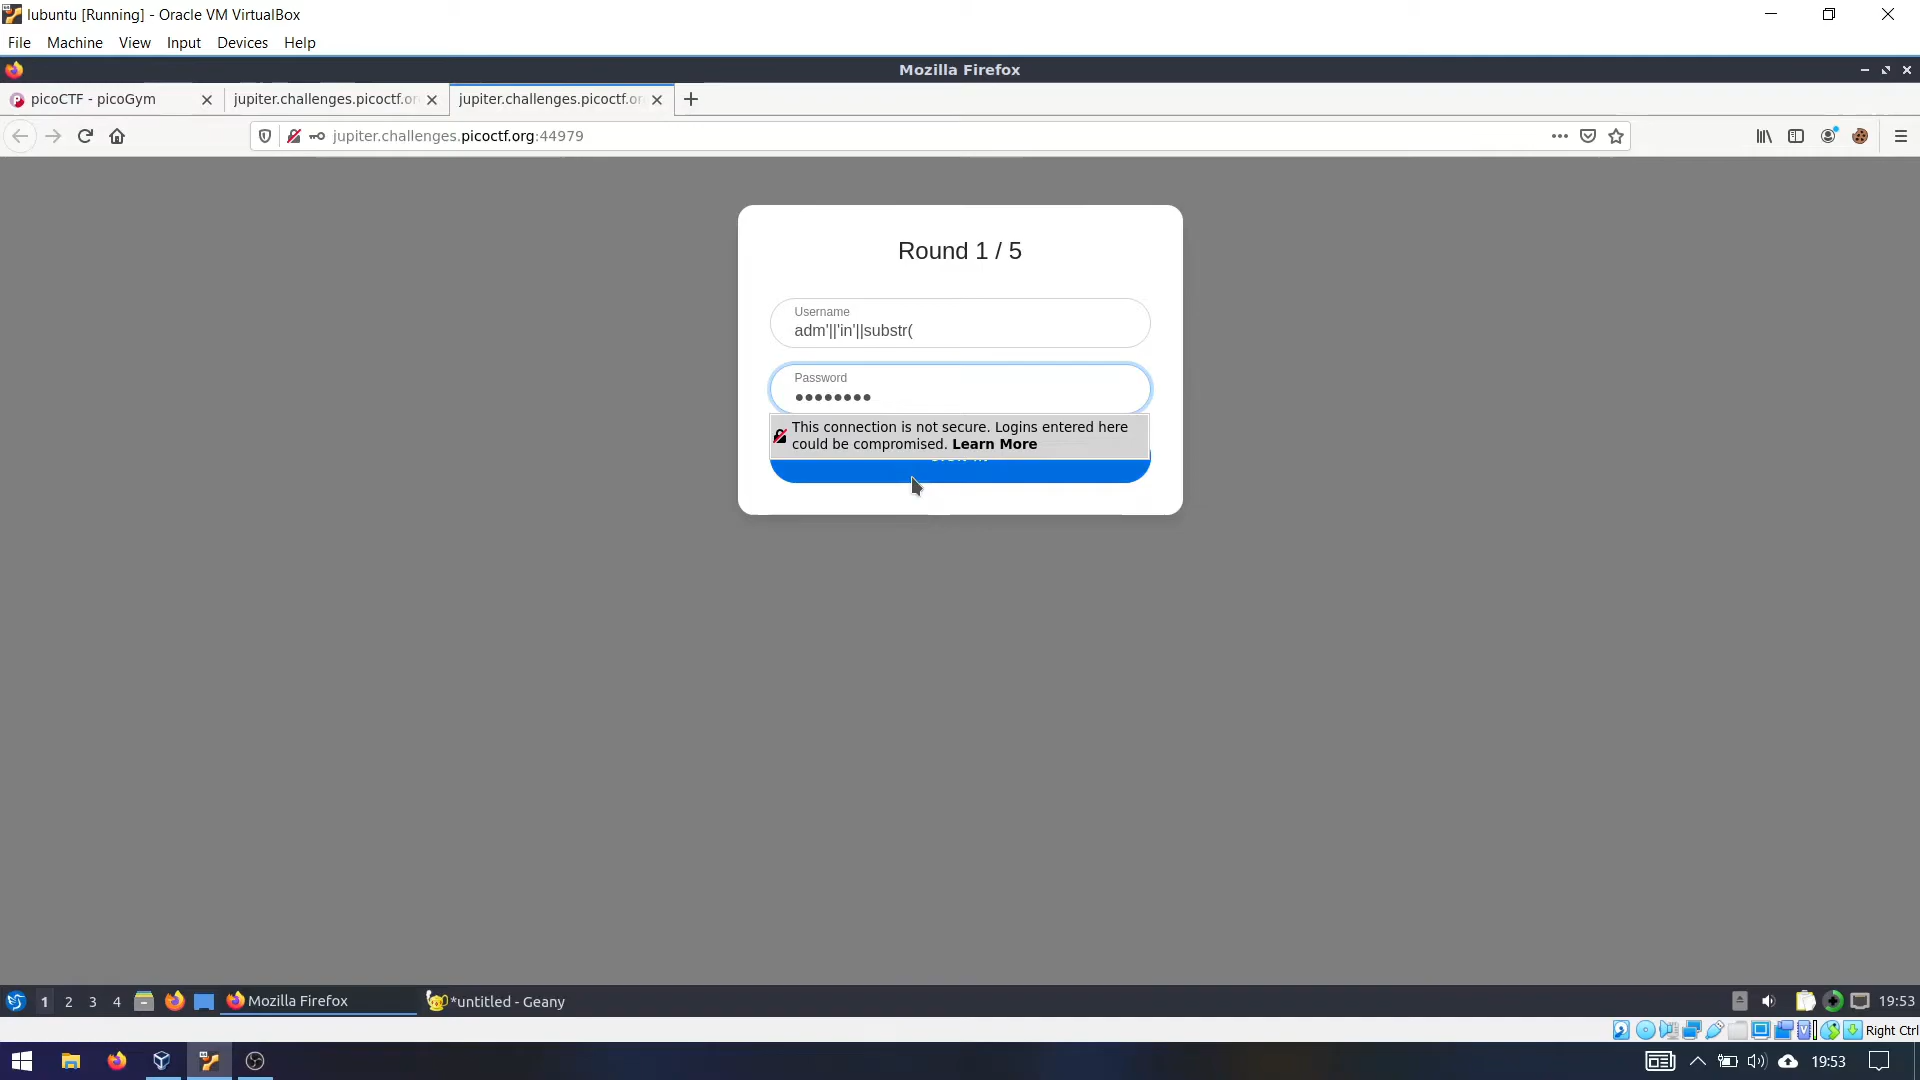 lubuntu [Running] - Oracle VM VirtualBox
File Machine View Input Devices Help
Mozilla Firefox
picoCTF - picoGym
jupiter.challenges.picoctf.or
jupiter.challenges.picoctf.or
jupiter.challenges.picoctf.org:44979
Round 1 / 5
Username
adm'||'in'||substr(
Password
••••••••
This connection is not secure. Logins entered here
could be compromised. Learn More
1 2 3 4 Mozilla Firefox *untitled - Geany 19:53
Right Ctrl
19:53